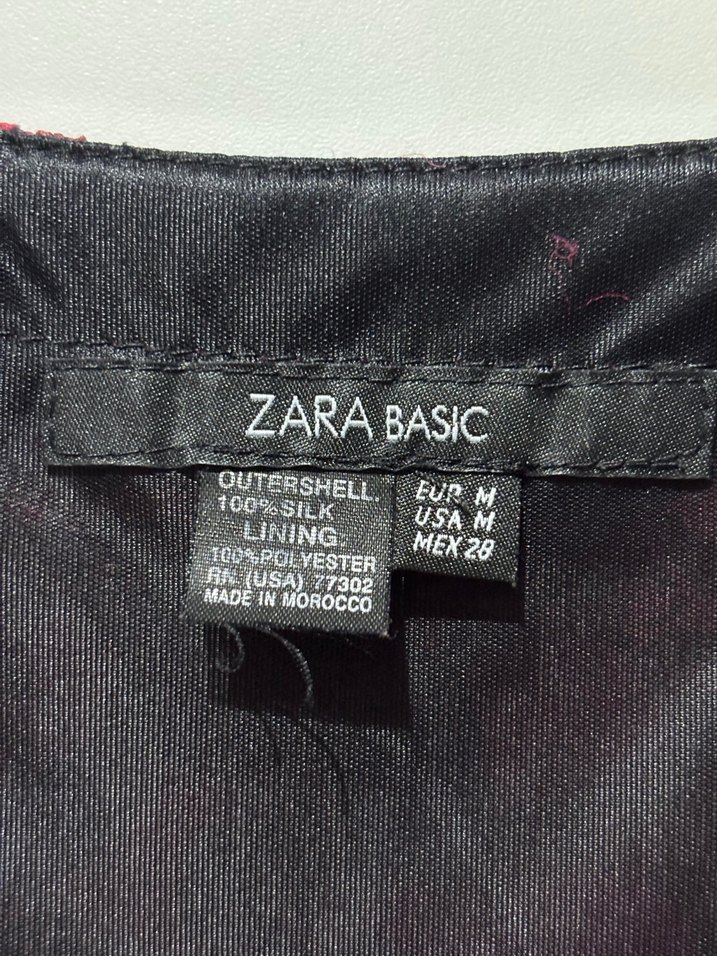 ZARA BASIC
OUTERSHELL
100%SILK
LINING
100%POLYESTER
RN. (USA) 77302
MADE IN MOROCCO
EUR M
USA M
MEX 28